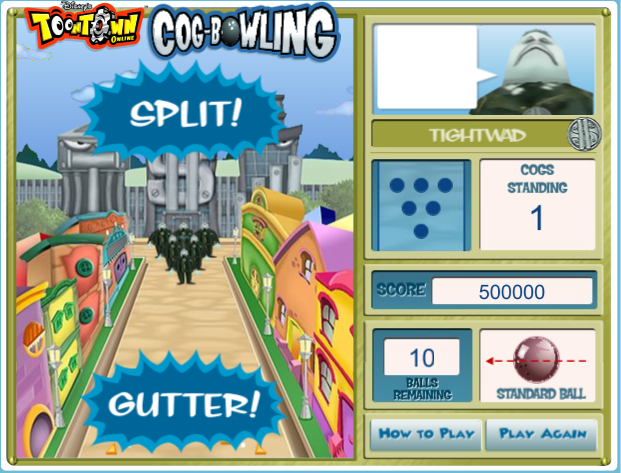 Disney's
TOONTOWN
ONLINE
COG-BOWLING
SPLIT!
TIGHTWAD
COGS
STANDING
1
SCORE 500000
10
BALLS
REMAINING
STANDARD BALL
GUTTER!
HOW TO PLAY
PLAY AGAIN